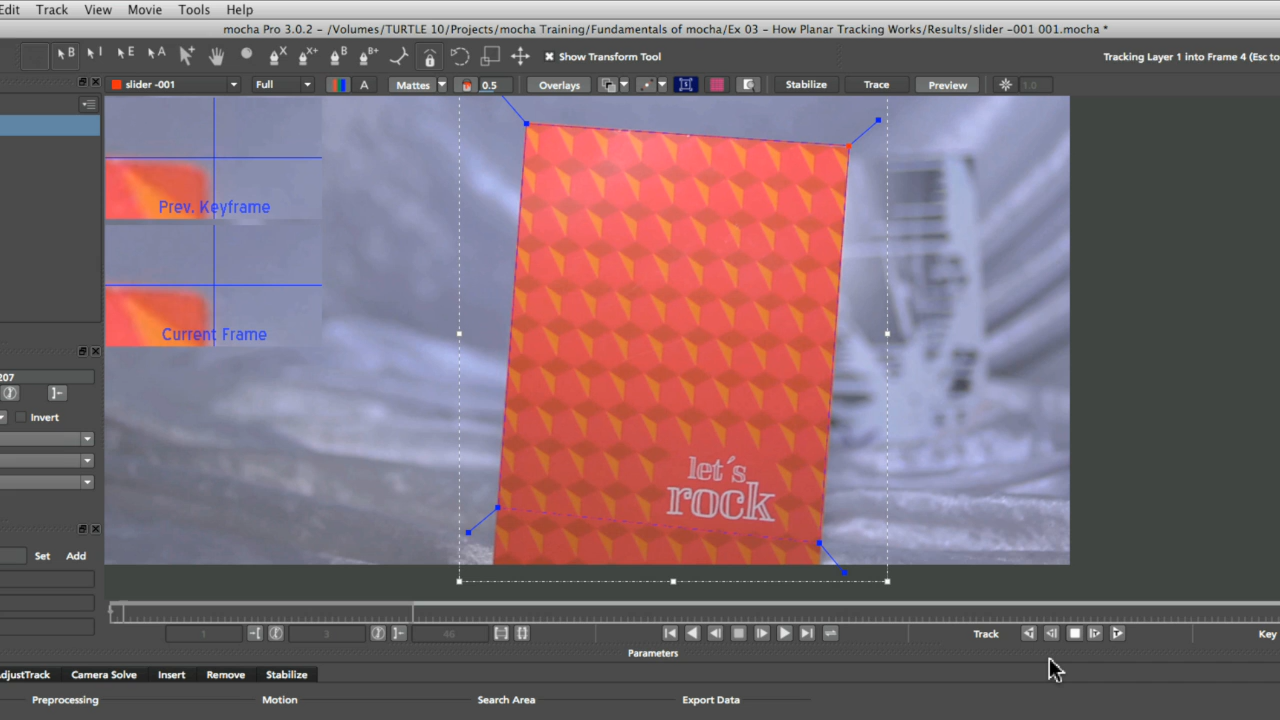 Edit Track View Movie Tools Help
mocha Pro 3.0.2 - /Volumes/TURTLE 10/Projects/mocha Training/Fundamentals of mocha/Ex 03 - How Planar Tracking Works/Results/slider -001 001.mocha *
B I E A X X+ B B+ Show Transform Tool Tracking Layer 1 into Frame 4 (Esc to
slider -001 Full A Mattes 0.5 Overlays Stabilize Trace Preview 1.0
Prev. Keyframe
Current Frame
207
Invert
let's
rock
Set Add
1 3 46 Track Key
Parameters
AdjustTrack Camera Solve Insert Remove Stabilize
Preprocessing Motion Search Area Export Data